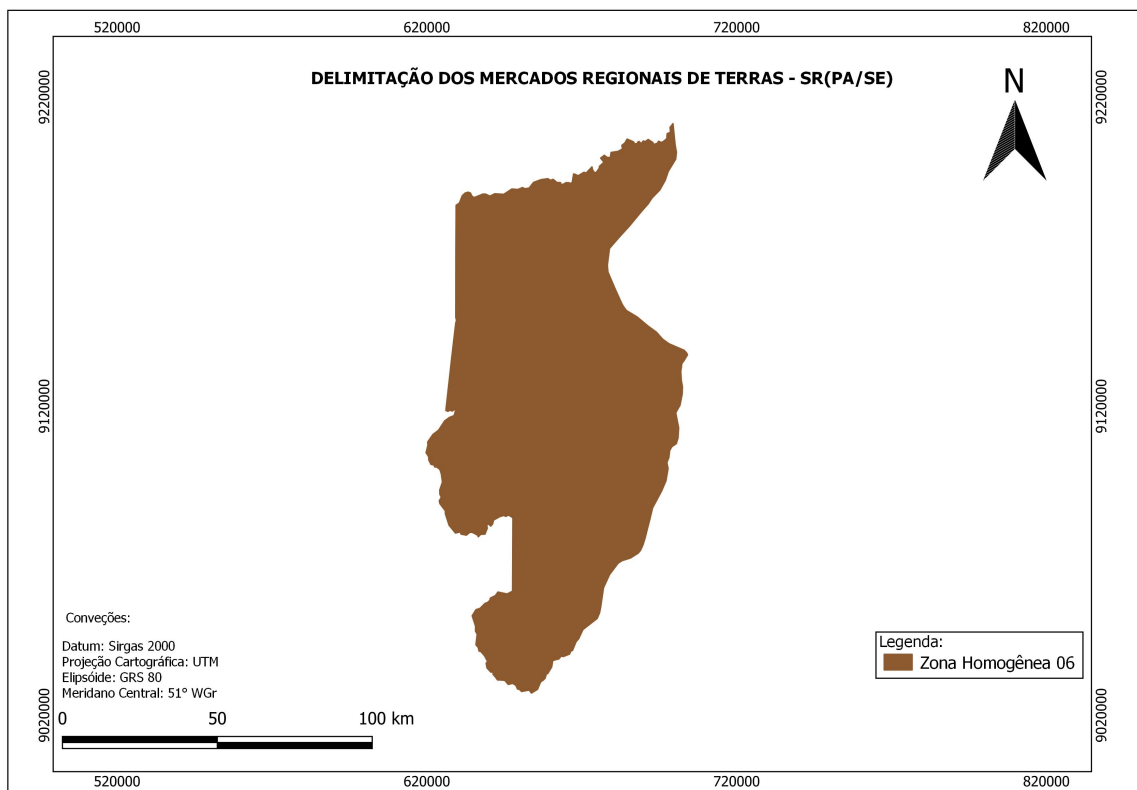 520000 620000 720000 820000
DELIMITAÇÃO DOS MERCADOS REGIONAIS DE TERRAS - SR(PA/SE)
N
9220000 9220000
9120000 9120000
Conveções:
Datum: Sirgas 2000
Projeção Cartográfica: UTM
Elipsóide: GRS 80
Meridano Central: 51° WGr
Legenda:
Zona Homogênea 06
9020000 9020000
0 50 100 km
520000 620000 720000 820000